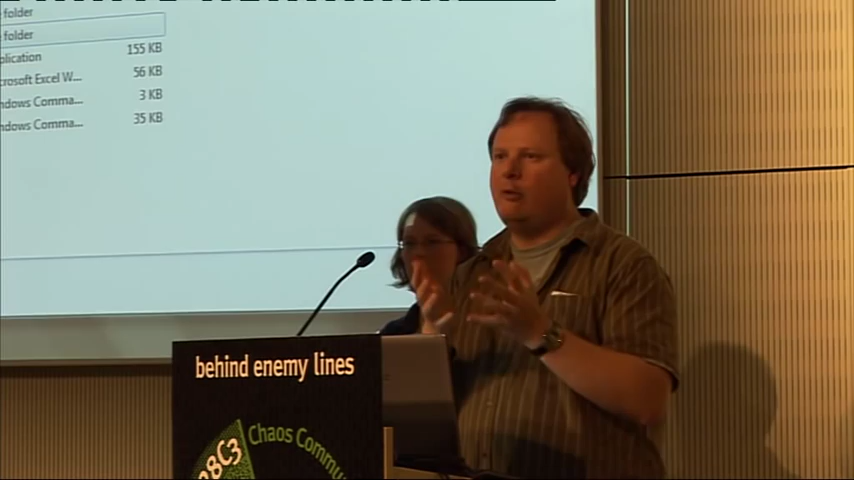 folder
folder
plication
155 KB
crosoft Excel W...
56 KB
ndows Comma...
3 KB
ndows Comma...
35 KB
behind enemy lines
28C3
Chaos Commu